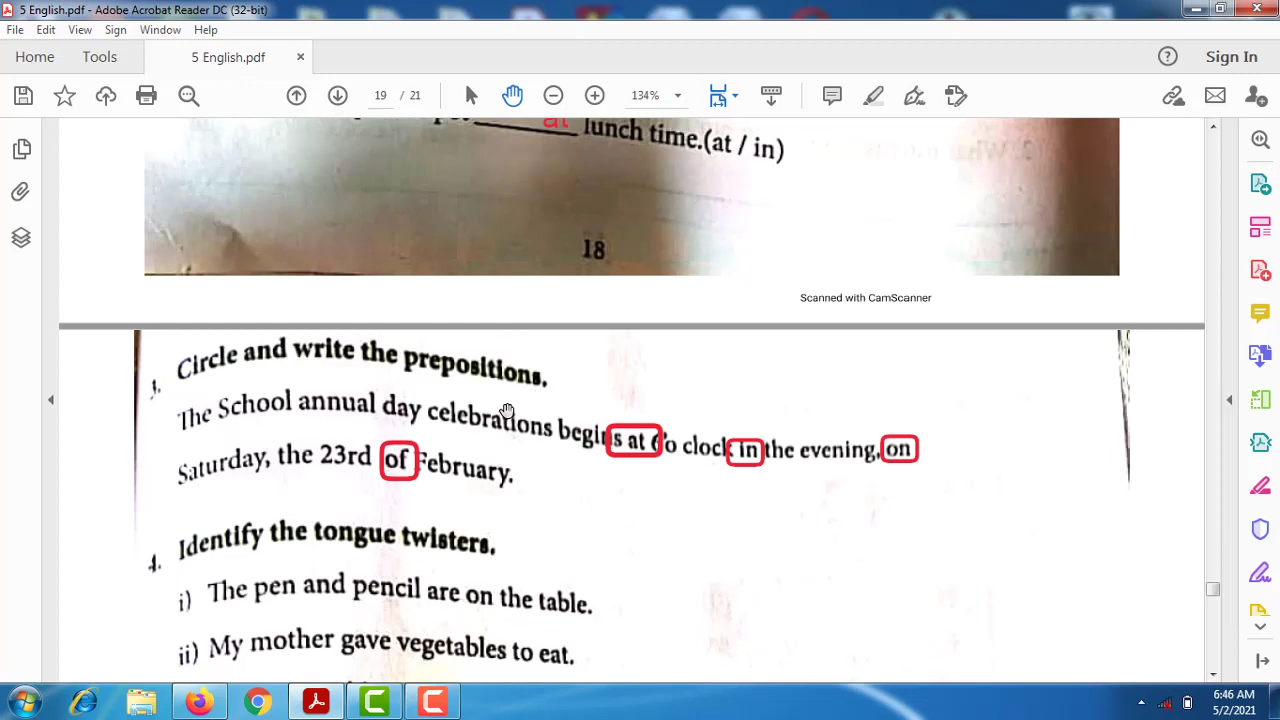 5 English.pdf - Adobe Acrobat Reader DC (32-bit)
File Edit View Sign Window Help
Home Tools 5 English.pdf × Sign In
19 / 21 134%
at lunch time.(at / in)
18
Scanned with CamScanner
3. Circle and write the prepositions.
The School annual day celebrations begins at 6'o clock in the evening, on
Saturday, the 23rd of February.
4. Identify the tongue twisters.
i) The pen and pencil are on the table.
ii) My mother gave vegetables to eat.
6:46 AM
5/2/2021